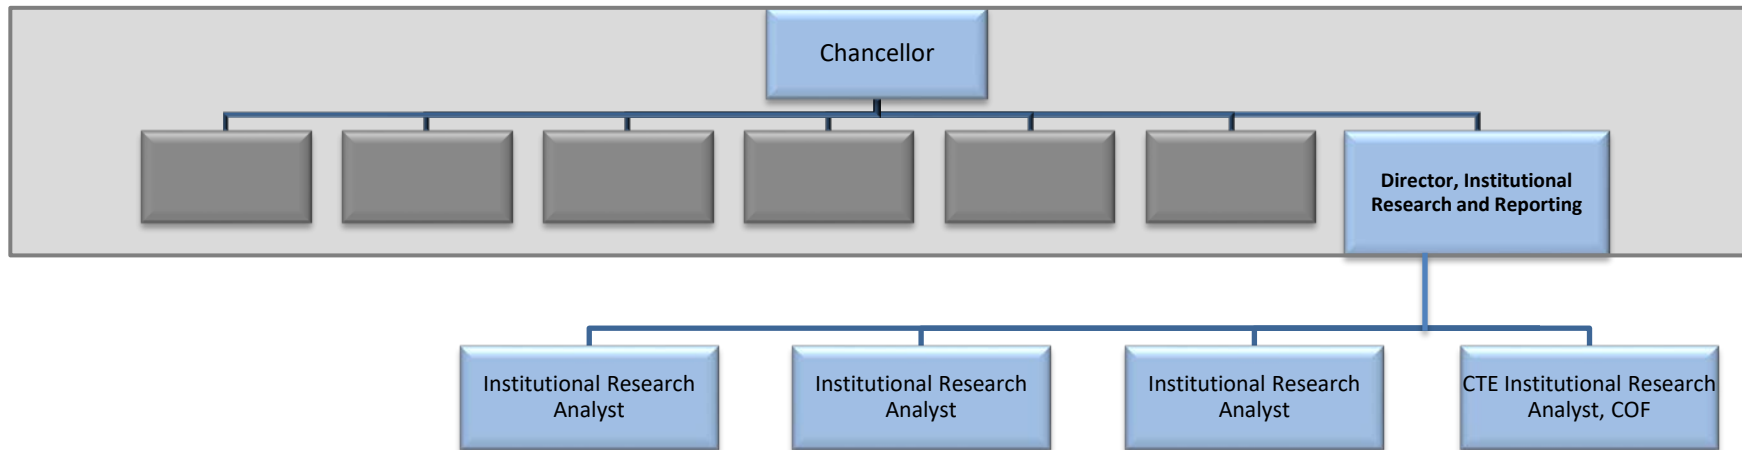 Chancellor
Director, Institutional
Research and Reporting
Institutional Research
Analyst
Institutional Research
Analyst
Institutional Research
Analyst
CTE Institutional Research
Analyst, COF